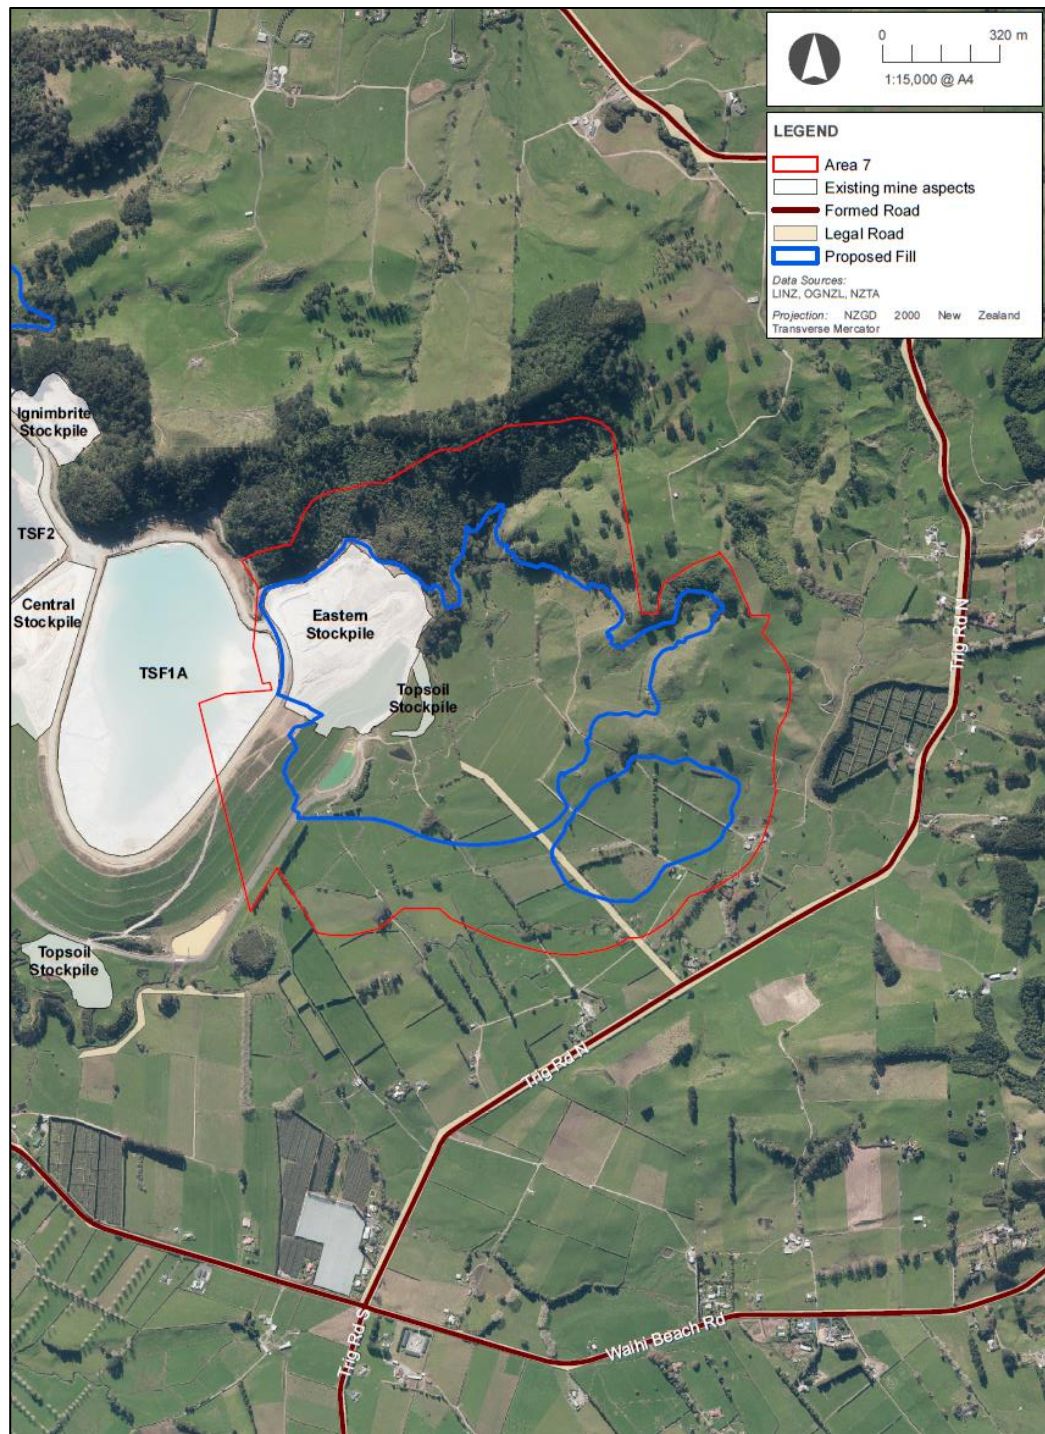 0 320 m
1:15,000 @ A4
LEGEND
Area 7
Existing mine aspects
Formed Road
Legal Road
Proposed Fill
Data Sources:
LINZ, OGNZL, NZTA
Projection: NZGD 2000 New Zealand
Transverse Mercator
Ignimbrite
Stockpile
TSF2
Central
Stockpile
TSF1A
Eastern
Stockpile
Topsoil
Stockpile
Trig Rd N
Topsoil
Stockpile
Trig Rd N
Trig Rd S
Waihi Beach Rd